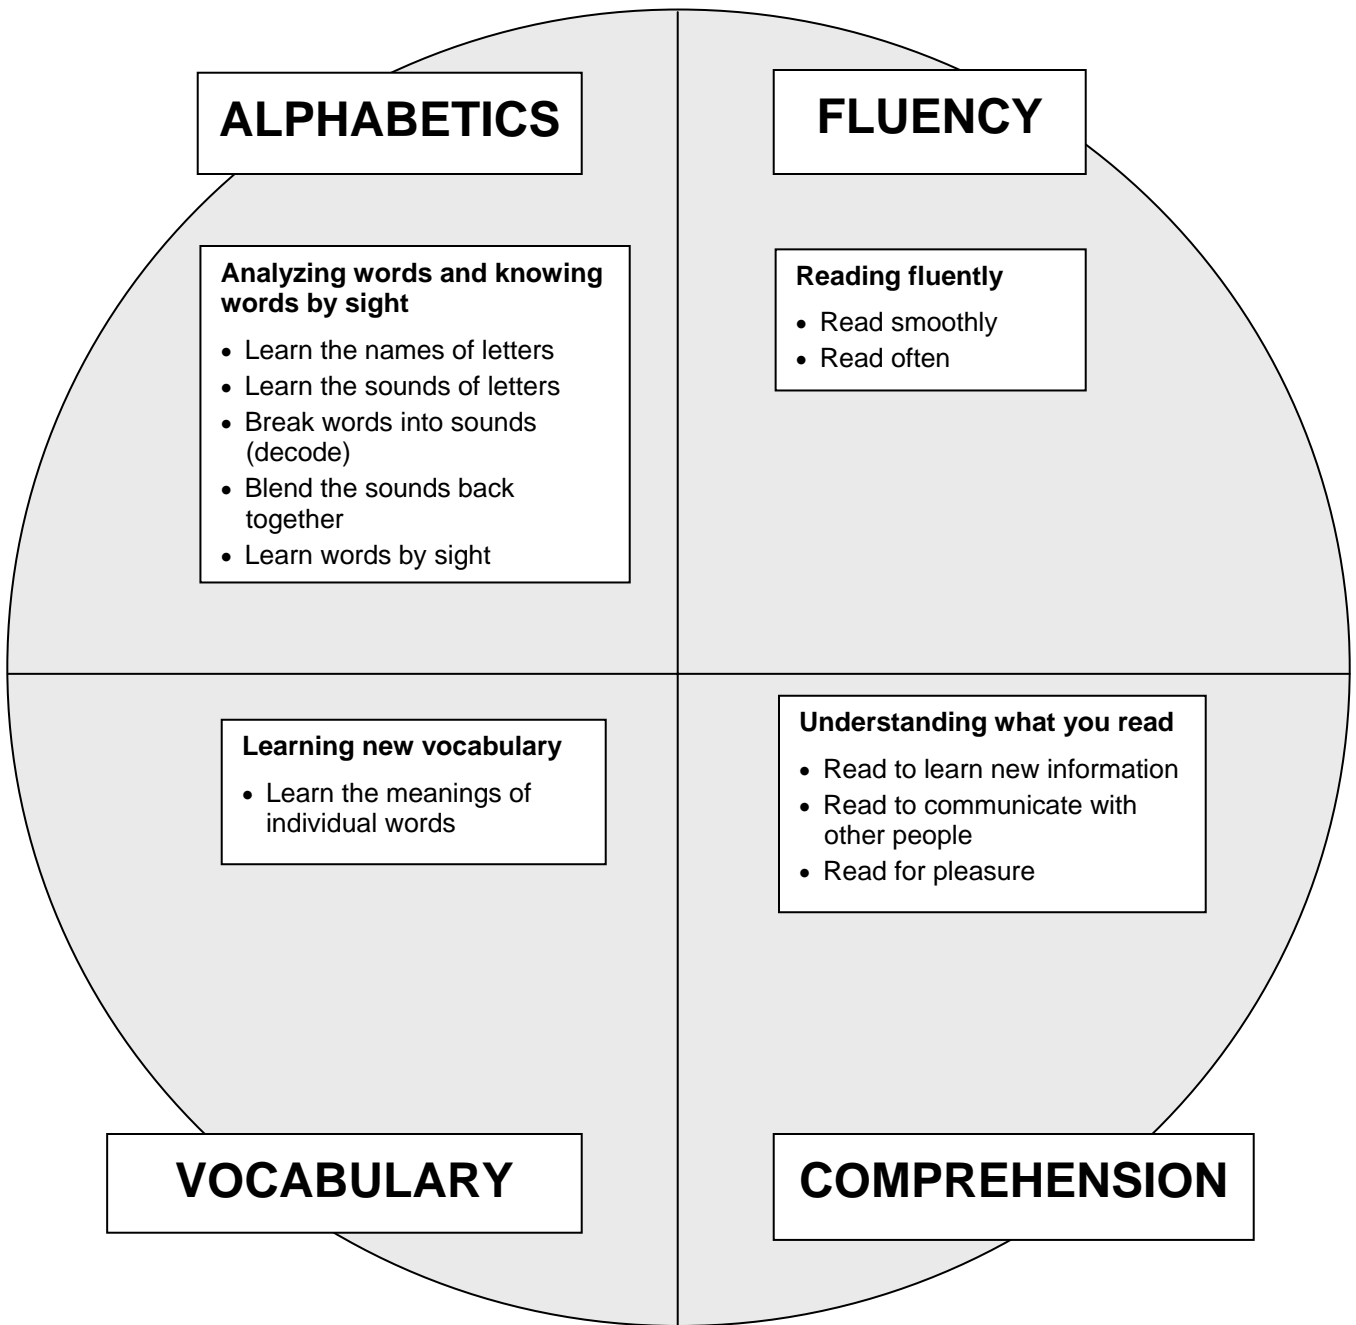 ALPHABETICS
Analyzing words and knowing
words by sight
• Learn the names of letters
• Learn the sounds of letters
• Break words into sounds
(decode)
• Blend the sounds back
together
• Learn words by sight
FLUENCY
Reading fluently
• Read smoothly
• Read often
Learning new vocabulary
• Learn the meanings of
individual words
VOCABULARY
Understanding what you read
• Read to learn new information
• Read to communicate with
other people
• Read for pleasure
COMPREHENSION